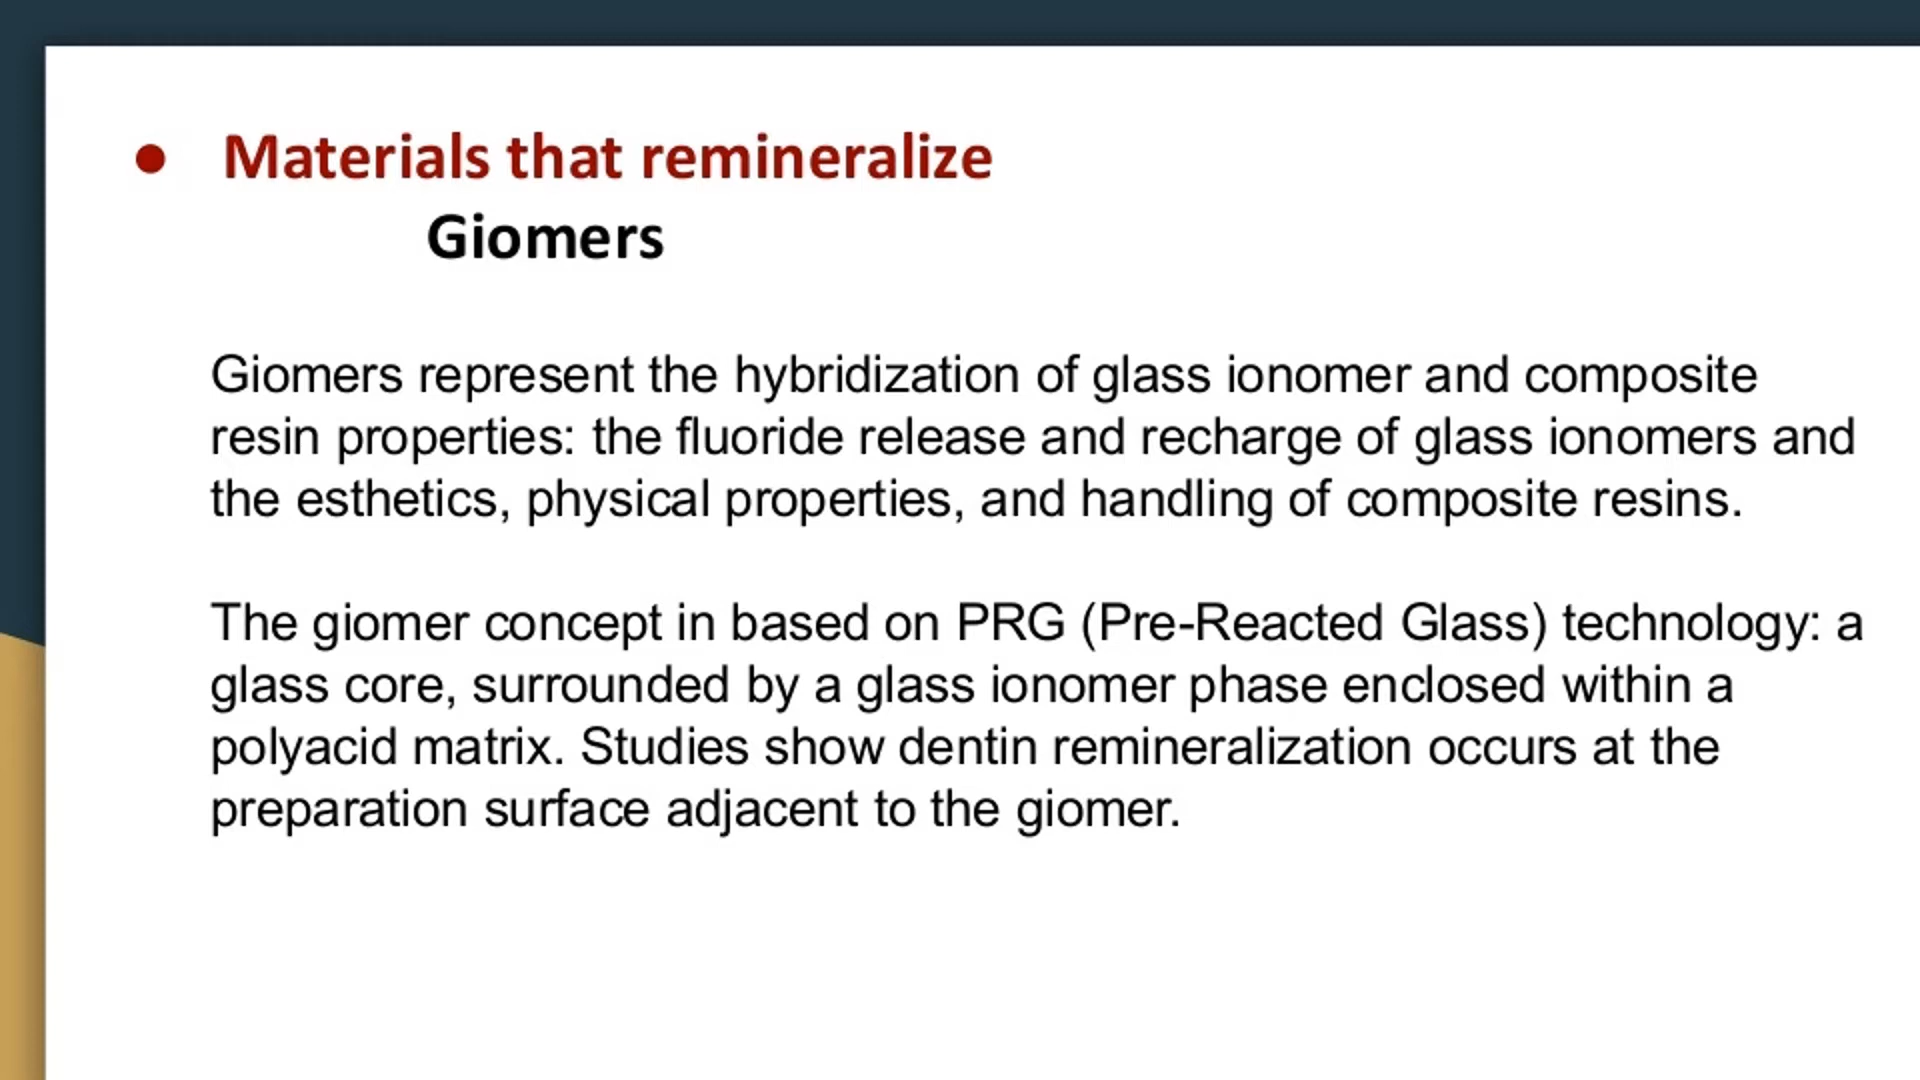 ● Materials that remineralize
Giomers
Giomers represent the hybridization of glass ionomer and composite
resin properties: the fluoride release and recharge of glass ionomers and
the esthetics, physical properties, and handling of composite resins.
The giomer concept in based on PRG (Pre-Reacted Glass) technology: a
glass core, surrounded by a glass ionomer phase enclosed within a
polyacid matrix. Studies show dentin remineralization occurs at the
preparation surface adjacent to the giomer.